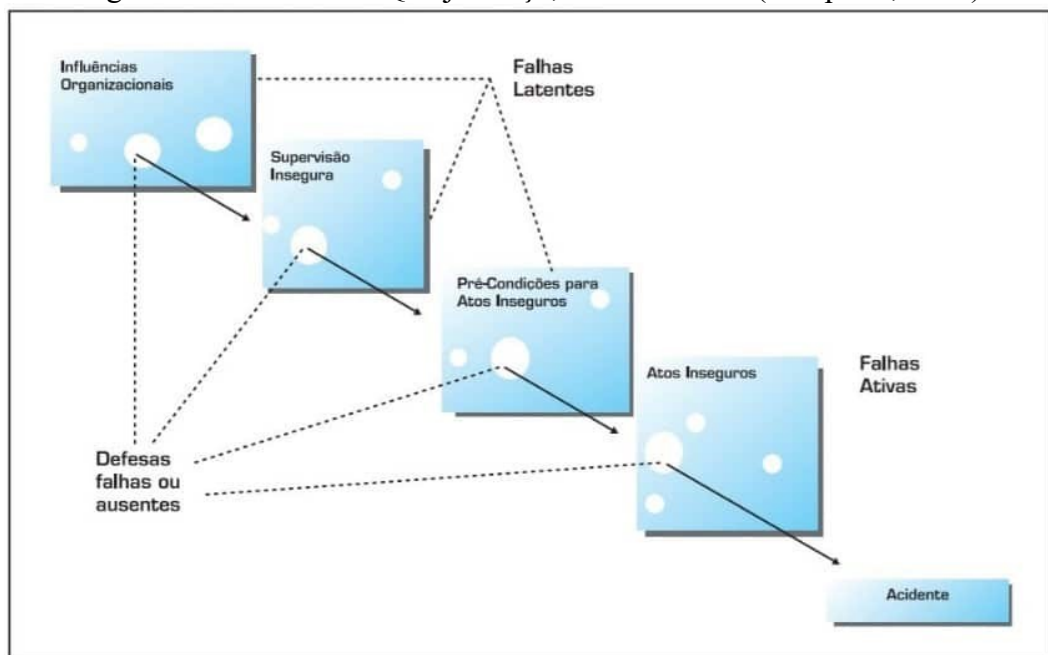 Influências
Organizacionais
Falhas
Latentes
Supervisão
Insegura
Pré-Condições para
Atos Inseguros
Atos Inseguros
Falhas
Ativas
Defesas
falhas ou
ausentes
Acidente